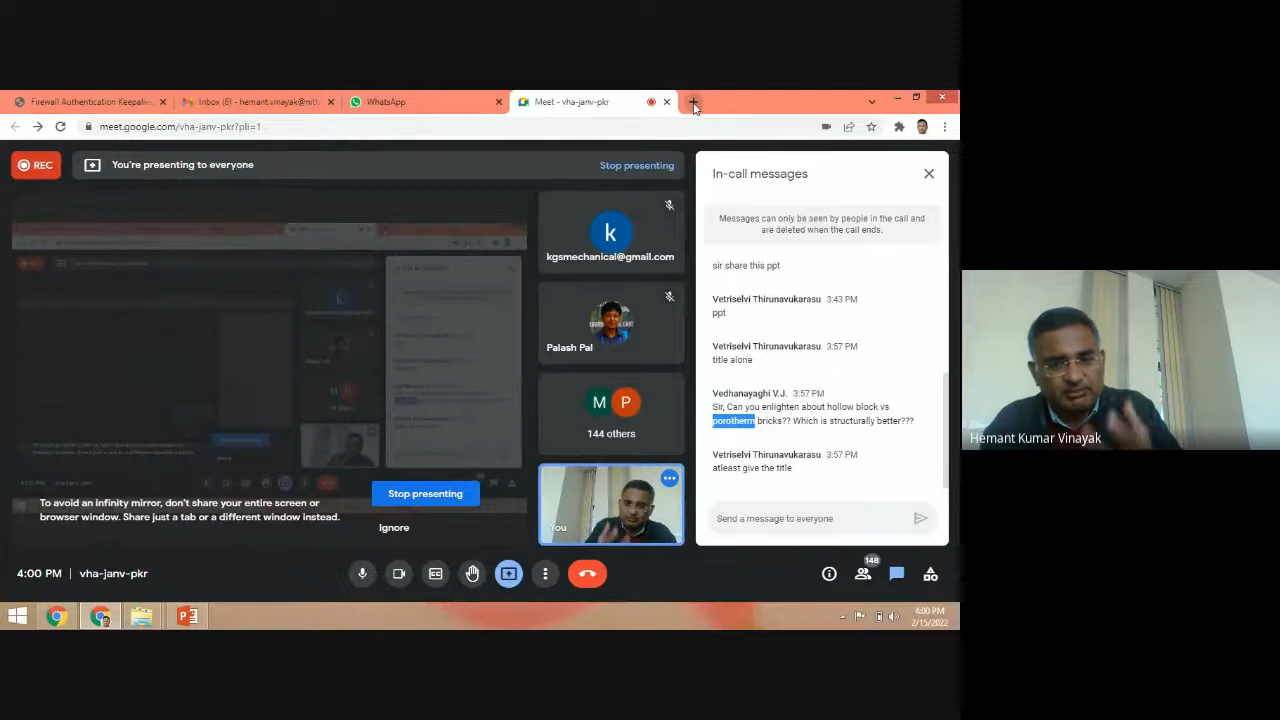 Firewall Authentication Keepaliv
Inbox (6) - hemant.vinayak@nitt
WhatsApp
Meet - vha-janv-pkr
meet.google.com/vha-janv-pkr?pli=1
REC
You're presenting to everyone
Stop presenting
k
kgsmechanical@gmail.com
Palash Pal
M P
144 others
You
To avoid an infinity mirror, don't share your entire screen or
browser window. Share just a tab or a different window instead.
Stop presenting
Ignore
In-call messages
Messages can only be seen by people in the call and
are deleted when the call ends.
sir share this ppt
Vetriselvi Thirunavukarasu 3:43 PM
ppt
Vetriselvi Thirunavukarasu 3:57 PM
title alone
Vedhanayaghi V.J. 3:57 PM
Sir, Can you enlighten about hollow block vs
porotherm bricks?? Which is structurally better???
Vetriselvi Thirunavukarasu 3:57 PM
atleast give the title
Send a message to everyone
4:00 PM | vha-janv-pkr
148
4:00 PM
2/15/2022
Hemant Kumar Vinayak